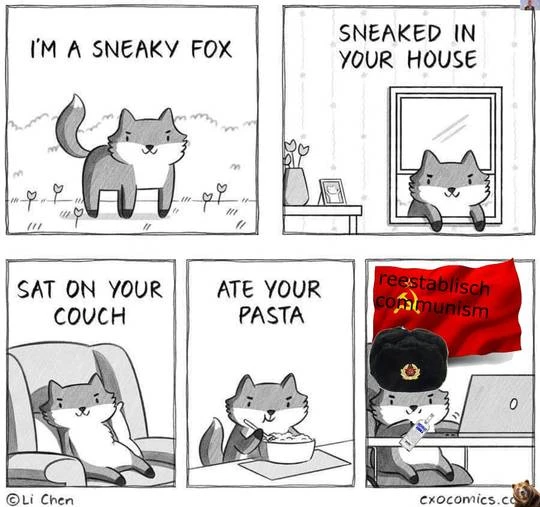 I'M A SNEAKY FOX
SNEAKED IN
YOUR HOUSE
SAT ON YOUR
COUCH
ATE YOUR
PASTA
reestablisch
communism
©Li Chen
exocomics.co